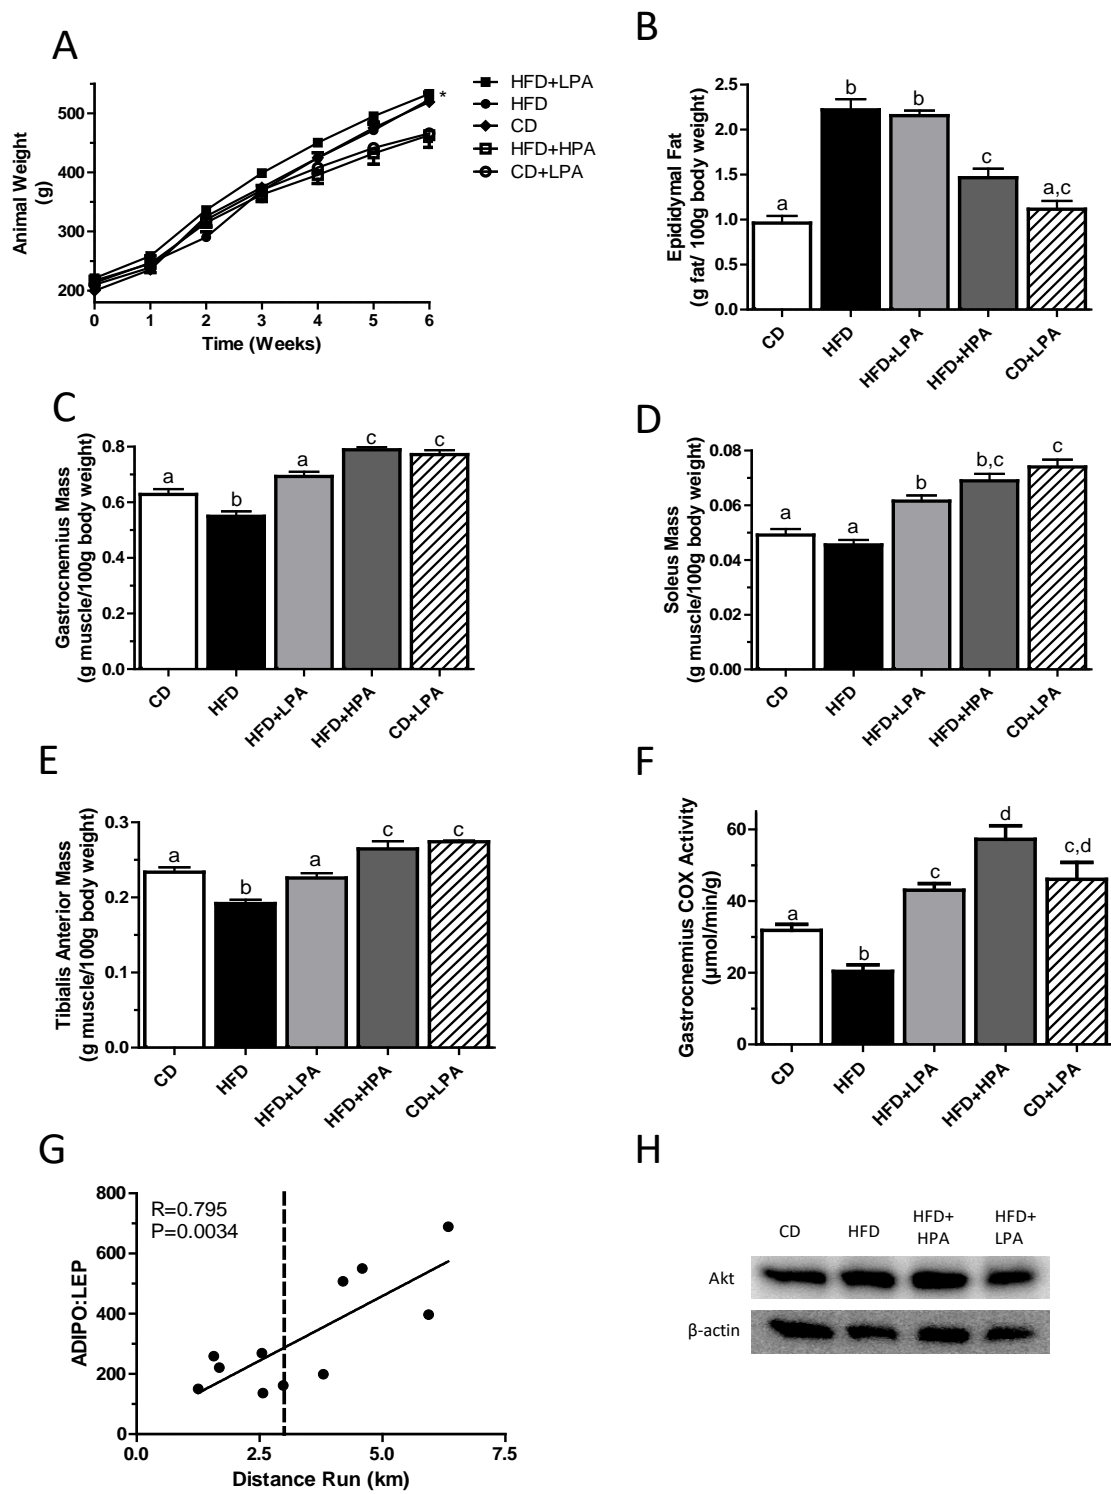 A
Animal Weight
(g)
500
400
300
200
0 1 2 3 4 5 6
Time (Weeks)
*
HFD+LPA
HFD
CD
HFD+HPA
CD+LPA
B
Epididymal Fat
(g fat/ 100g body weight)
2.5
2.0
1.5
1.0
0.5
0.0
a b b c a,c
CD HFD HFD+LPA HFD+HPA CD+LPA
C
Gastrocnemius Mass
(g muscle/100g body weight)
0.8
0.6
0.4
0.2
0.0
a b a c c
CD HFD HFD+LPA HFD+HPA CD+LPA
D
Soleus Mass
(g muscle/100g body weight)
0.08
0.06
0.04
0.02
0.00
a a b b,c c
CD HFD HFD+LPA HFD+HPA CD+LPA
E
Tibialis Anterior Mass
(g muscle/100g body weight)
0.3
0.2
0.1
0.0
a b a c c
CD HFD HFD+LPA HFD+HPA CD+LPA
F
Gastrocnemius COX Activity
(µmol/min/g)
60
40
20
0
a b c d c,d
CD HFD HFD+LPA HFD+HPA CD+LPA
G
ADIPO:LEP
800
600
400
200
0
R=0.795
P=0.0034
0.0 2.5 5.0 7.5
Distance Run (km)
H
CD HFD HFD+ HFD+
HPA LPA
Akt
β-actin